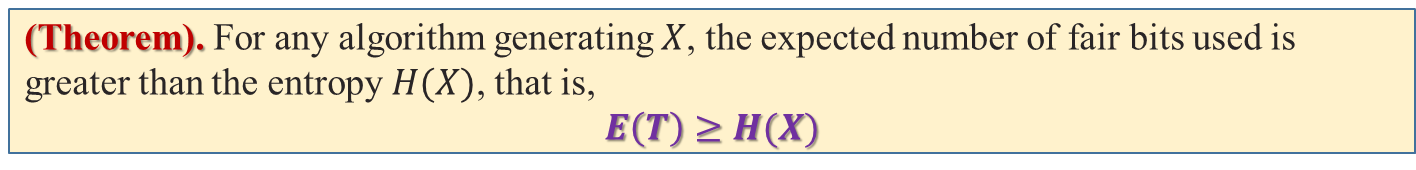 (Theorem). For any algorithm generating X, the expected number of fair bits used is
greater than the entropy H(X), that is,
E(T) ≥ H(X)